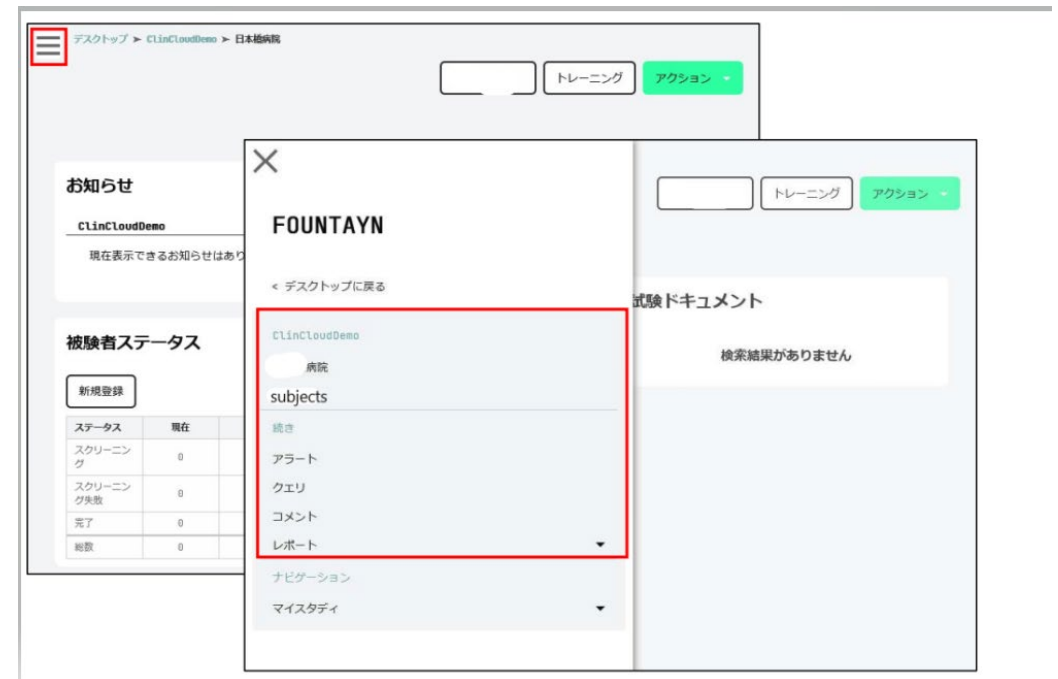 デスクトップ ➤ ClinCloudDemo ➤ 日本橋病院
トレーニング
アクション
お知らせ
ClinCloudDemo
現在表示できるお知らせはあり
被験者ステータス
新規登録
ステータス 現在
スクリーニン
グ
0
スクリーニン
グ失敗
0
完了 0
総数 0
FOUNTAYN
< デスクトップに戻る
ClinCloudDemo
病院
subjects
続き
アラート
クエリ
コメント
レポート
ナビゲーション
マイスタディ
トレーニング
アクション
試験ドキュメント
検索結果がありません